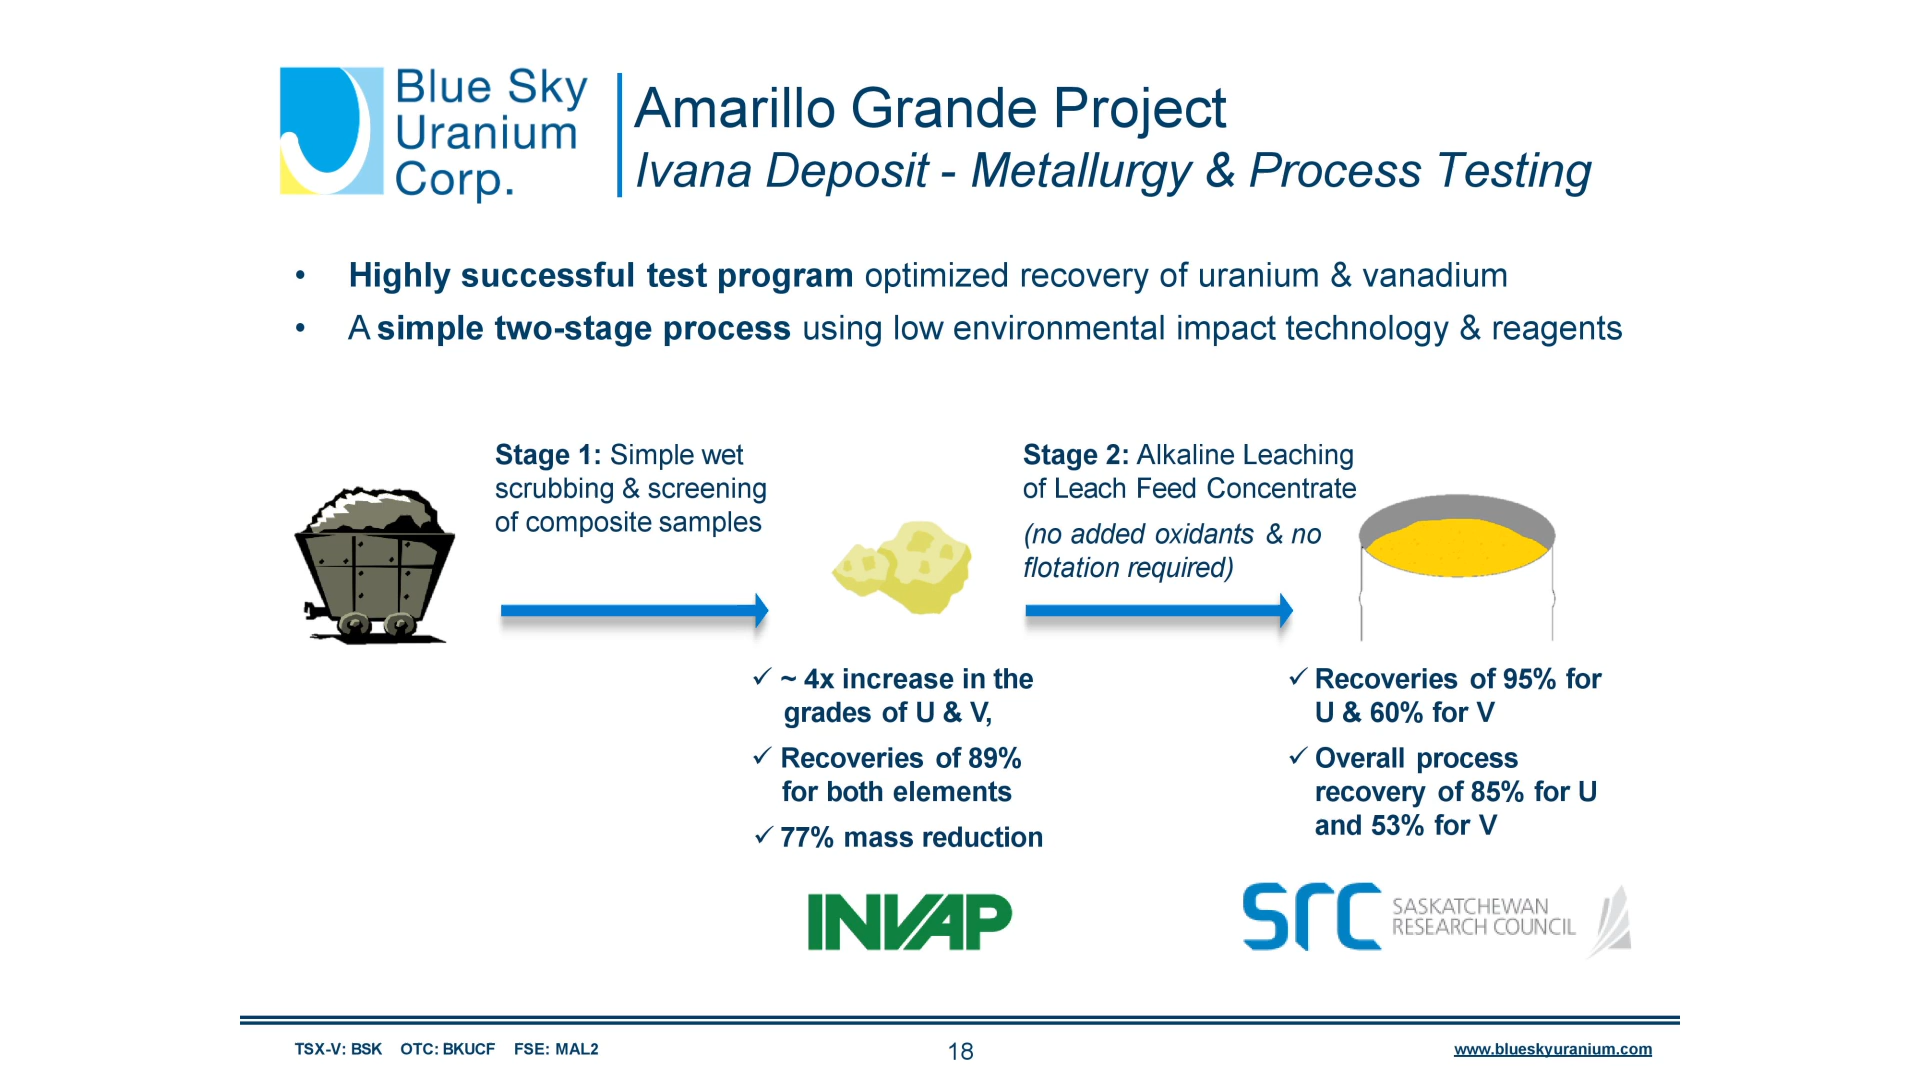 Blue Sky
Uranium
Corp.
Amarillo Grande Project
Ivana Deposit - Metallurgy & Process Testing
• Highly successful test program optimized recovery of uranium & vanadium
• A simple two-stage process using low environmental impact technology & reagents
Stage 1: Simple wet
scrubbing & screening
of composite samples
Stage 2: Alkaline Leaching
of Leach Feed Concentrate
(no added oxidants & no
flotation required)
✓ ~ 4x increase in the
grades of U & V,
✓ Recoveries of 89%
for both elements
✓ 77% mass reduction
✓ Recoveries of 95% for
U & 60% for V
✓ Overall process
recovery of 85% for U
and 53% for V
INVAP
src
SASKATCHEWAN
RESEARCH COUNCIL
TSX-V: BSK OTC: BKUCF FSE: MAL2
18
www.blueskyuranium.com